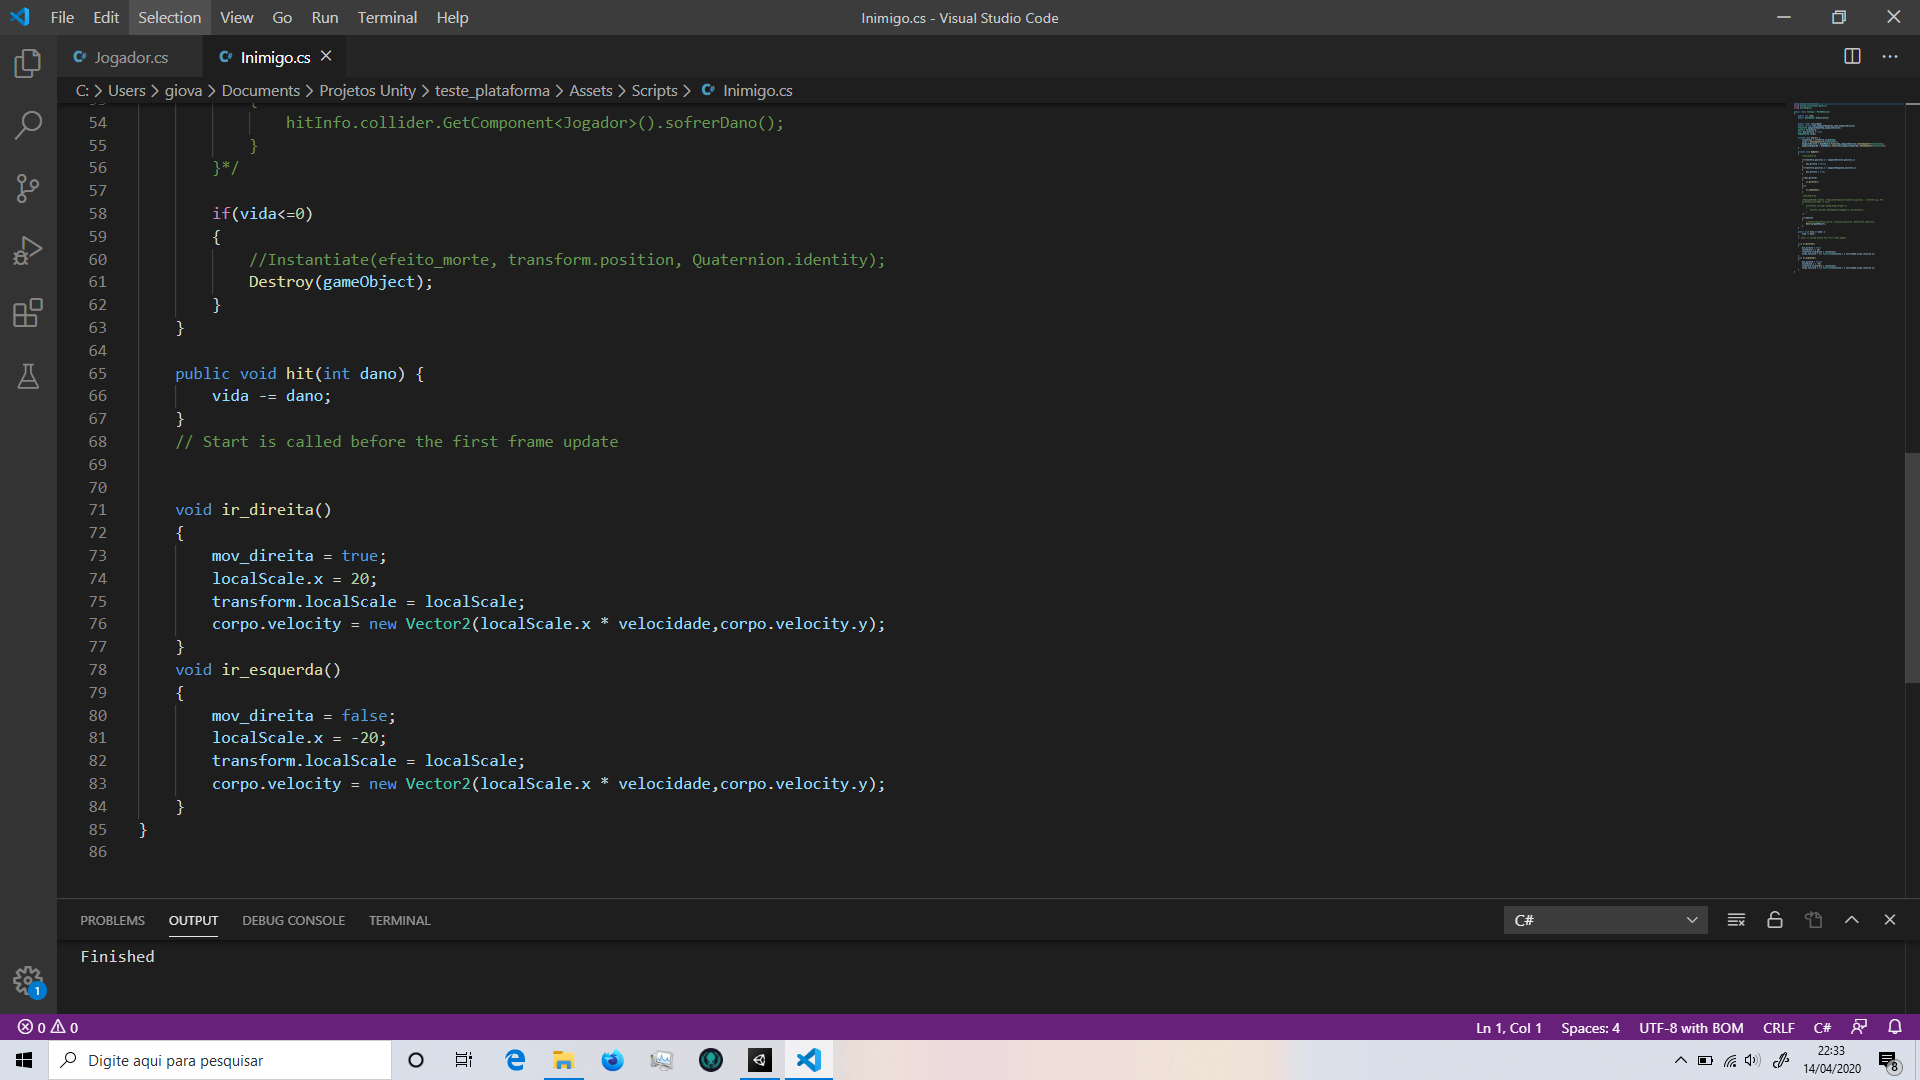 File Edit Selection View Go Run Terminal Help
Inimigo.cs - Visual Studio Code
Jogador.cs
Inimigo.cs
C: > Users > giova > Documents > Projetos Unity > teste_plataforma > Assets > Scripts > Inimigo.cs
54 hitInfo.collider.GetComponent<Jogador>().sofrerDano();
55 }
56 }*/
57
58 if(vida<=0)
59 {
60 //Instantiate(efeito_morte, transform.position, Quaternion.identity);
61 Destroy(gameObject);
62 }
63 }
64
65 public void hit(int dano) {
66 vida -= dano;
67 }
68 // Start is called before the first frame update
69
70
71 void ir_direita()
72 {
73 mov_direita = true;
74 localScale.x = 20;
75 transform.localScale = localScale;
76 corpo.velocity = new Vector2(localScale.x * velocidade,corpo.velocity.y);
77 }
78 void ir_esquerda()
79 {
80 mov_direita = false;
81 localScale.x = -20;
82 transform.localScale = localScale;
83 corpo.velocity = new Vector2(localScale.x * velocidade,corpo.velocity.y);
84 }
85 }
86
PROBLEMS OUTPUT DEBUG CONSOLE TERMINAL
C#
Finished
1
0 0
Ln 1, Col 1 Spaces: 4 UTF-8 with BOM CRLF C#
Digite aqui para pesquisar
22:33
14/04/2020
8